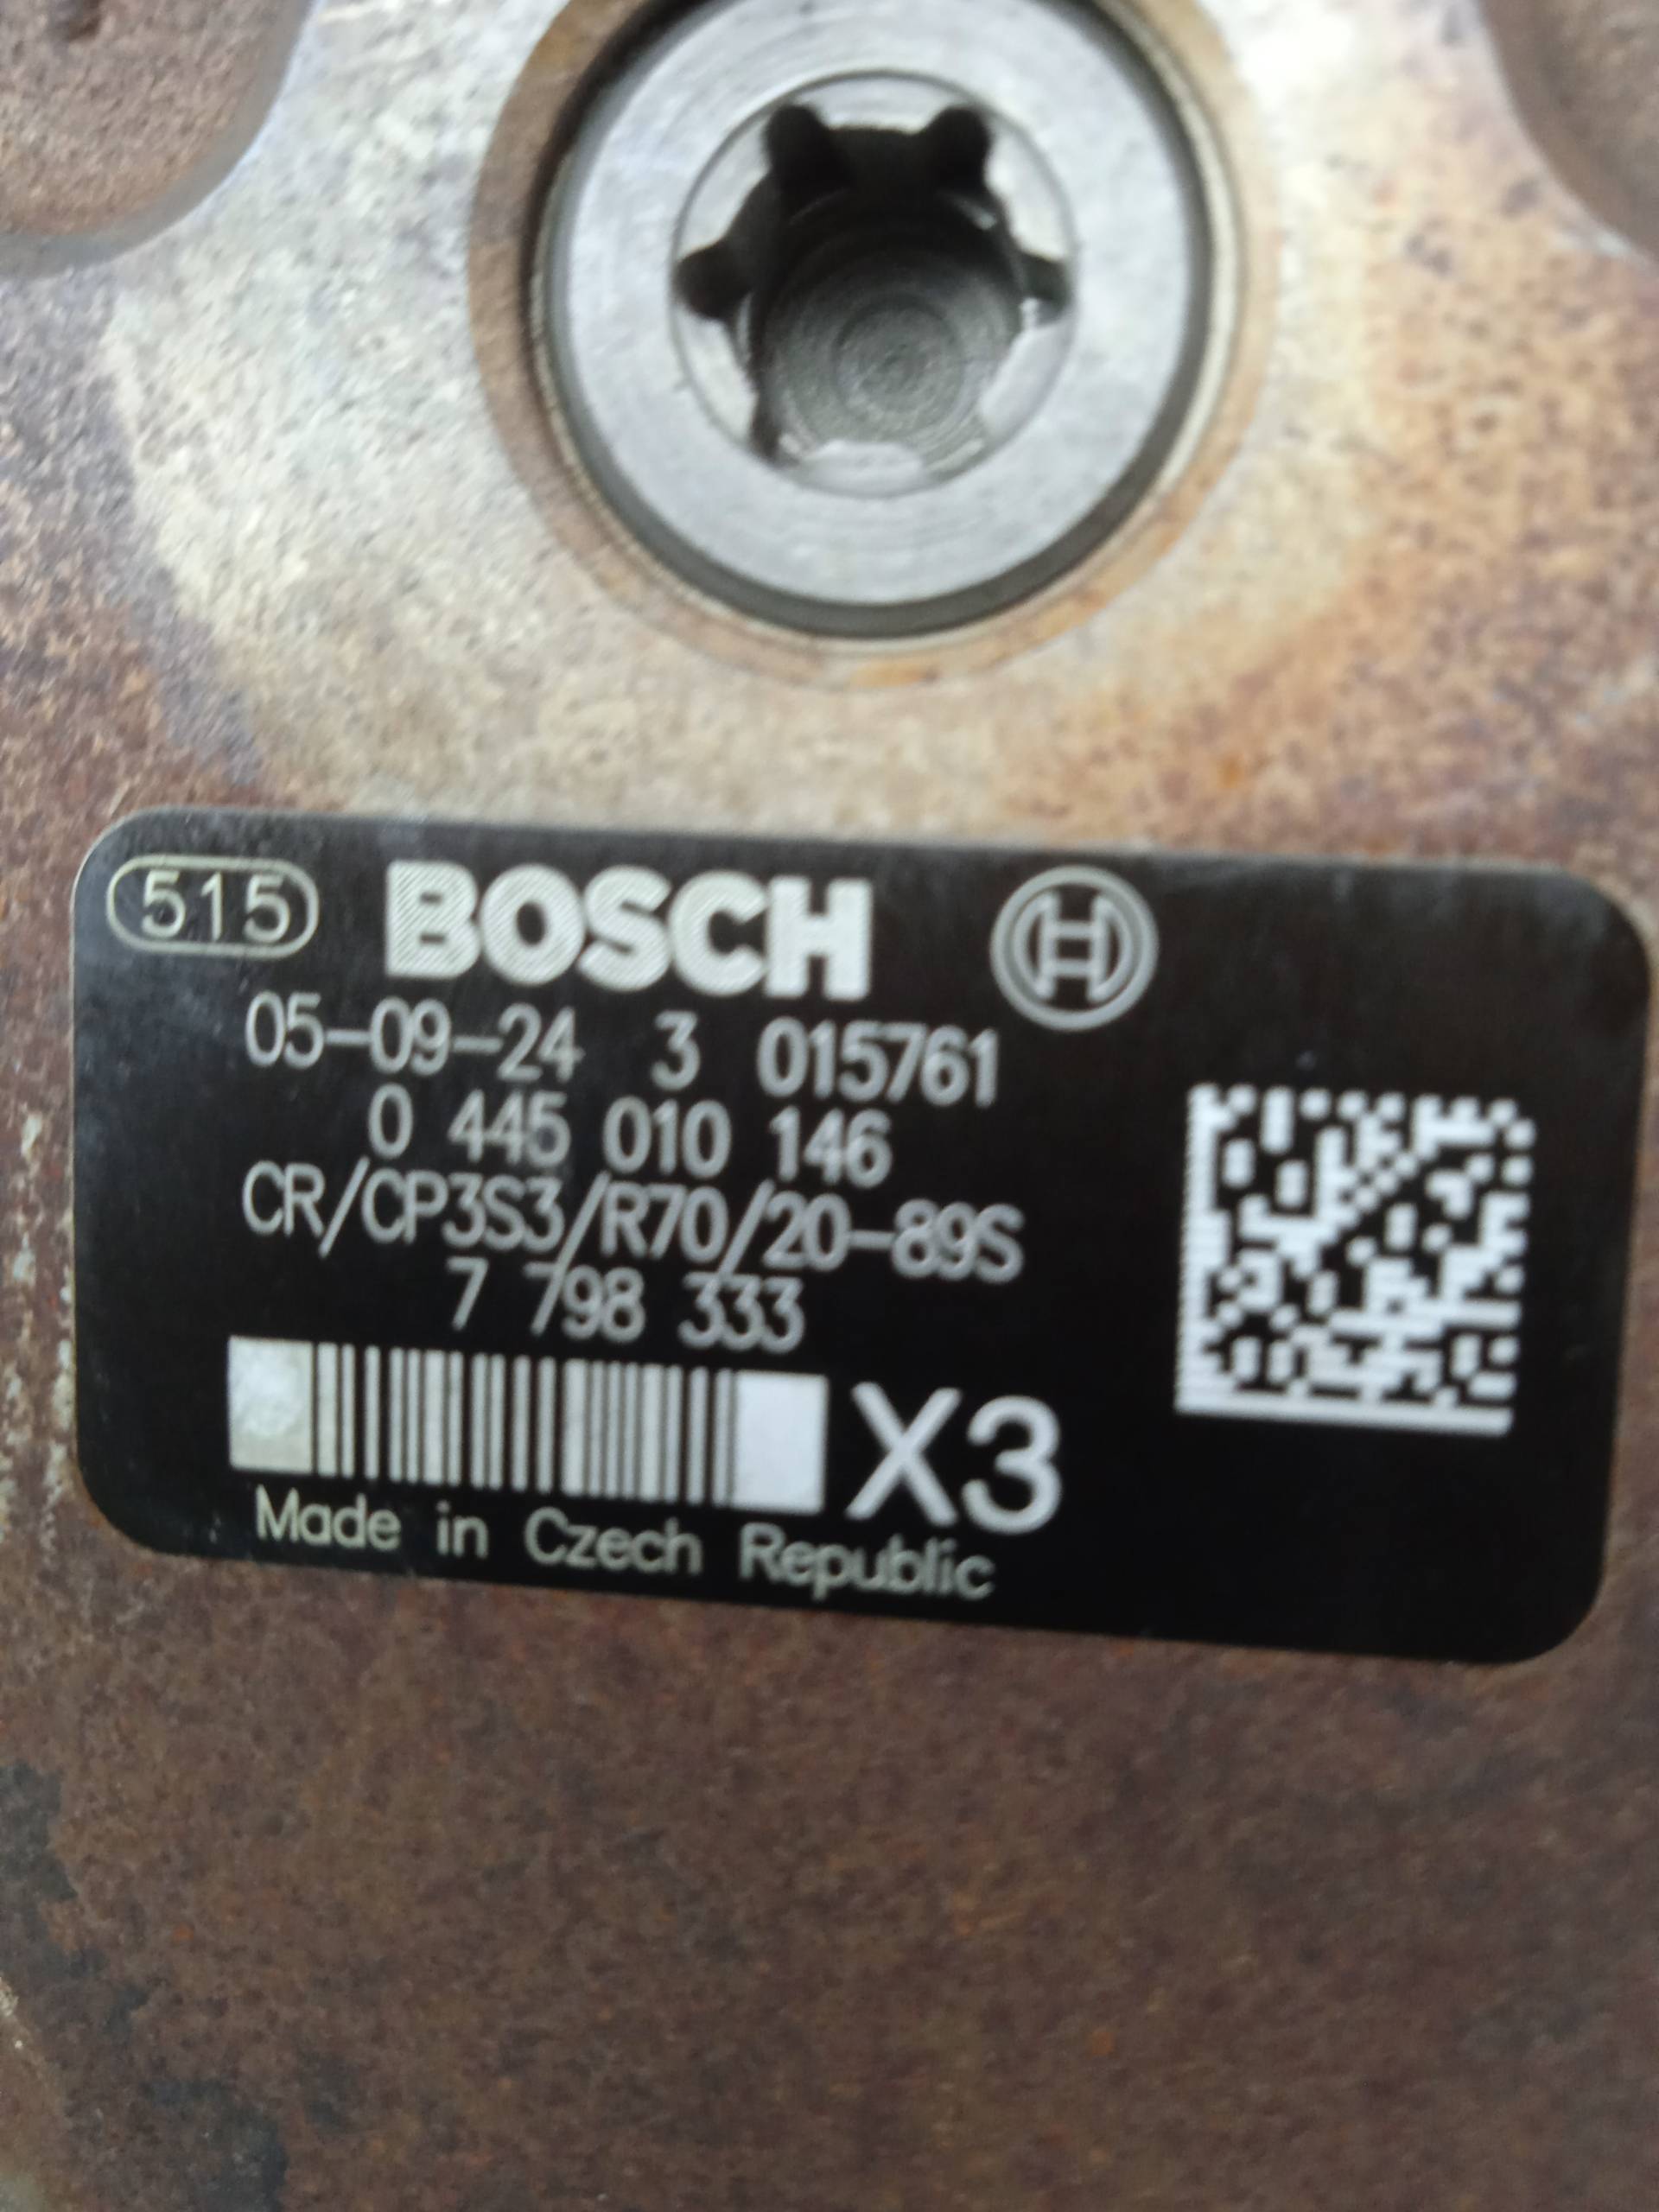 515 BOSCH
05-09-24 3 015761
0 445 010 146
CR/CP3S3/R70/20-89S
7 798 333
X3
Made in Czech Republic